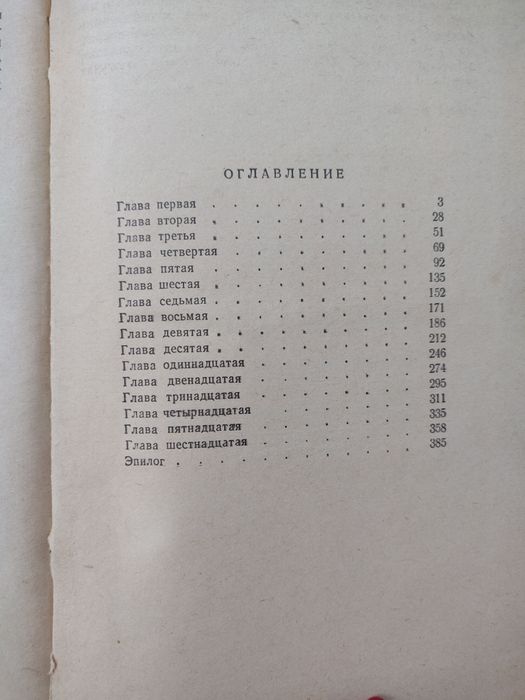 ОГЛАВЛЕНИЕ
Глава первая . . . . . . . . . 3
Глава вторая . . . . . . . . . 28
Глава третья . . . . . . . . . 51
Глава четвертая . . . . . . . . 69
Глава пятая . . . . . . . . . 92
Глава шестая . . . . . . . . . 135
Глава седьмая . . . . . . . . . 152
Глава восьмая . . . . . . . . . 171
Глава девятая . . . . . . . . . 186
Глава десятая . . . . . . . . . 212
Глава одиннадцатая . . . . . . . 246
Глава двенадцатая . . . . . . . 274
Глава тринадцатая . . . . . . . 295
Глава четырнадцатая . . . . . . 311
Глава пятнадцатая . . . . . . . 335
Глава шестнадцатая . . . . . . . 358
Эпилог . . . . . . . . . . . 385